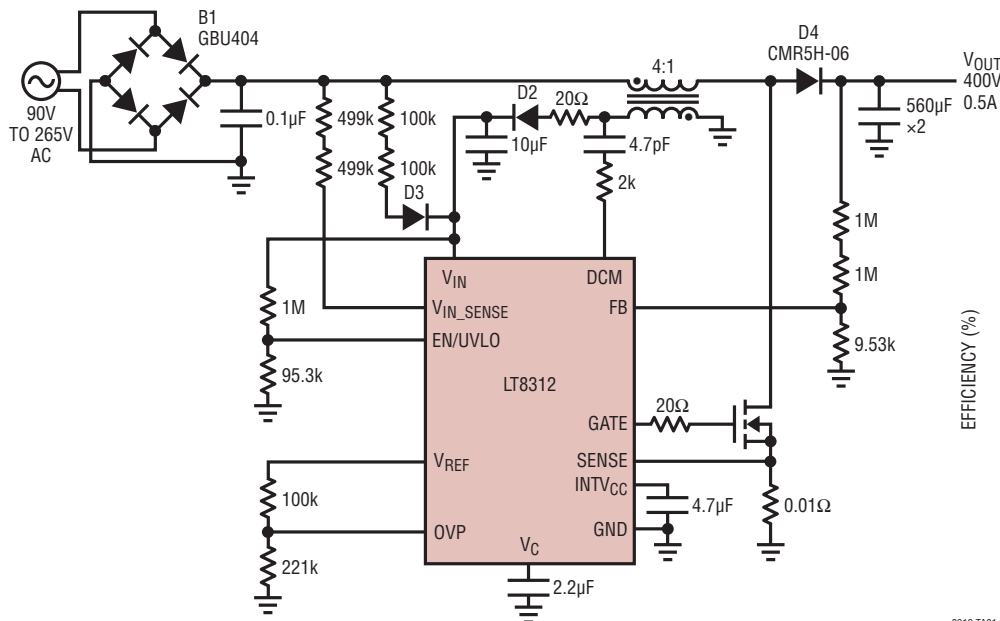 B1
GBU404
90V
TO 265V
AC
0.1µF
499k
499k
100k
100k
D3
10µF
D2
20Ω
4:1
4.7pF
2k
D4
CMR5H-06
VOUT
400V
0.5A
560µF
×2
1M
1M
9.53k
1M
95.3k
VIN
DCM
VIN_SENSE
FB
EN/UVLO
LT8312
GATE
20Ω
SENSE
VREF
INTVCC
4.7µF
0.01Ω
100k
OVP
GND
VC
221k
2.2µF
EFFICIENCY (%)